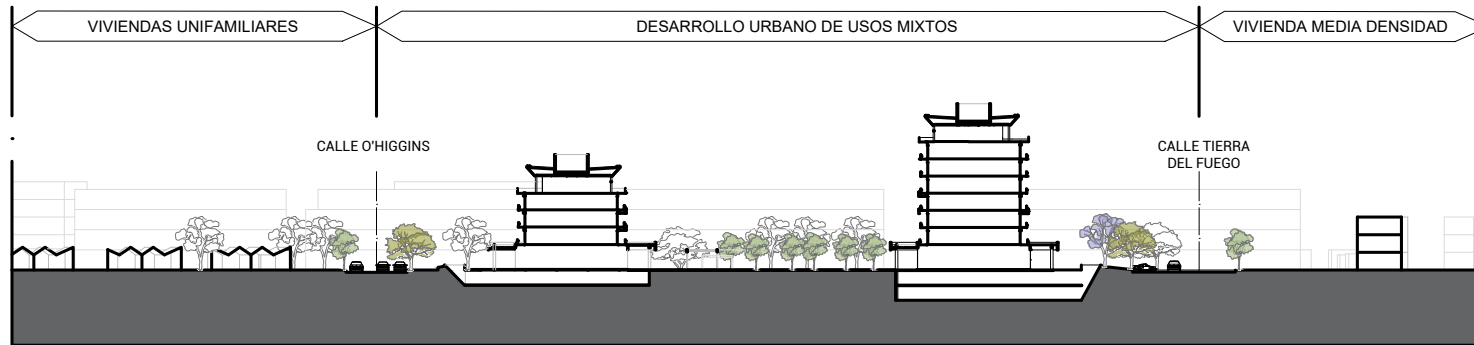 VIVIENDAS UNIFAMILIARES
DESARROLLO URBANO DE USOS MIXTOS
VIVIENDA MEDIA DENSIDAD
CALLE O'HIGGINS
CALLE TIERRA
DEL FUEGO